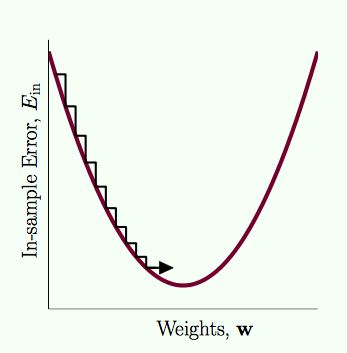 In-sample Error, E_in
Weights, w